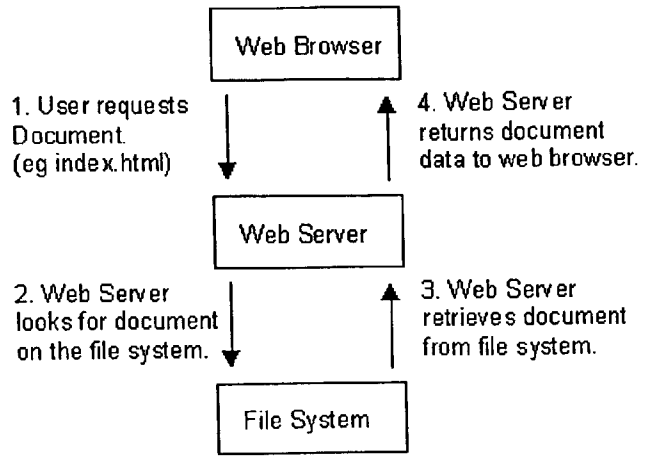 Web Browser
1. User requests
Document.
(eg index.html)
4. Web Server
returns document
data to web browser.
Web Server
2. Web Server
looks for document
on the file system.
3. Web Server
retrieves document
from file system.
File System